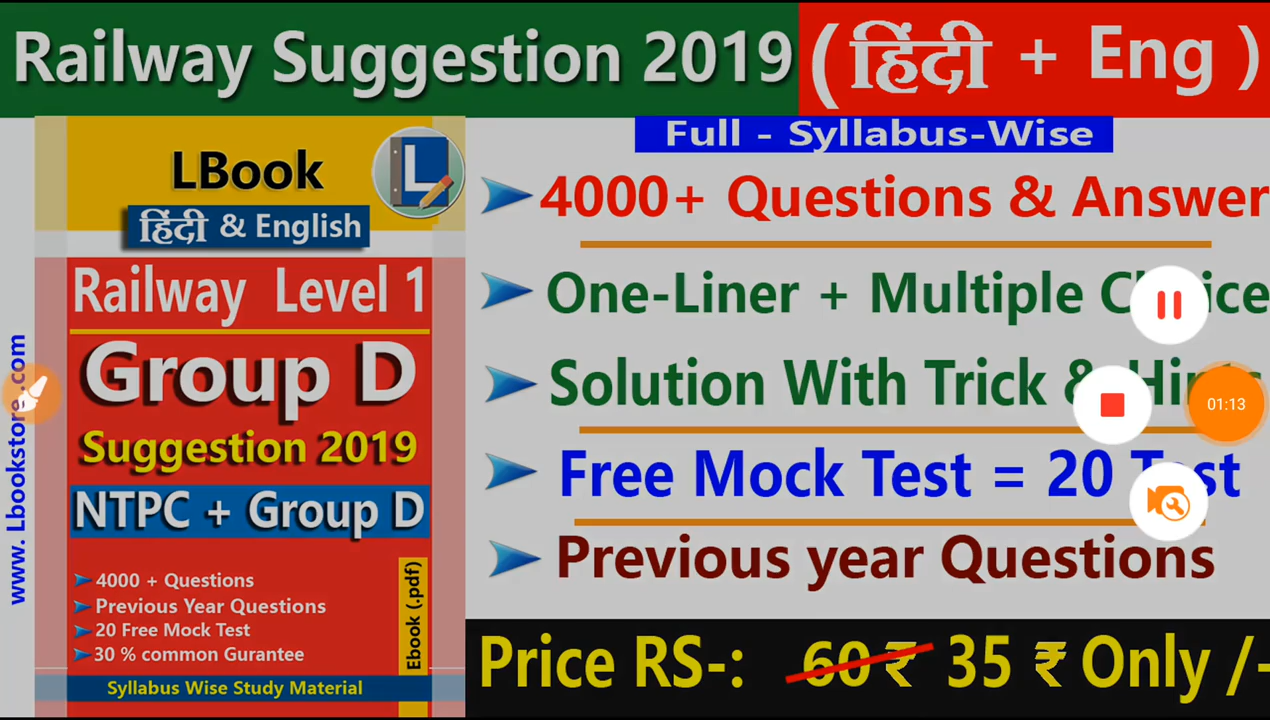 Railway Suggestion 2019 ( हिंदी + Eng )
Full - Syllabus-Wise
LBook
L
हिंदी & English
Railway Level 1
Group D
Suggestion 2019
NTPC + Group D
4000 + Questions
Previous Year Questions
20 Free Mock Test
30 % common Gurantee
Ebook (.pdf)
Syllabus Wise Study Material
www. Lbookstore.com
4000+ Questions & Answer
One-Liner + Multiple Choice
Solution With Trick & Hints
Free Mock Test = 20 Test
Previous year Questions
01:13
Price RS-: 60 ₹ 35 ₹ Only /-